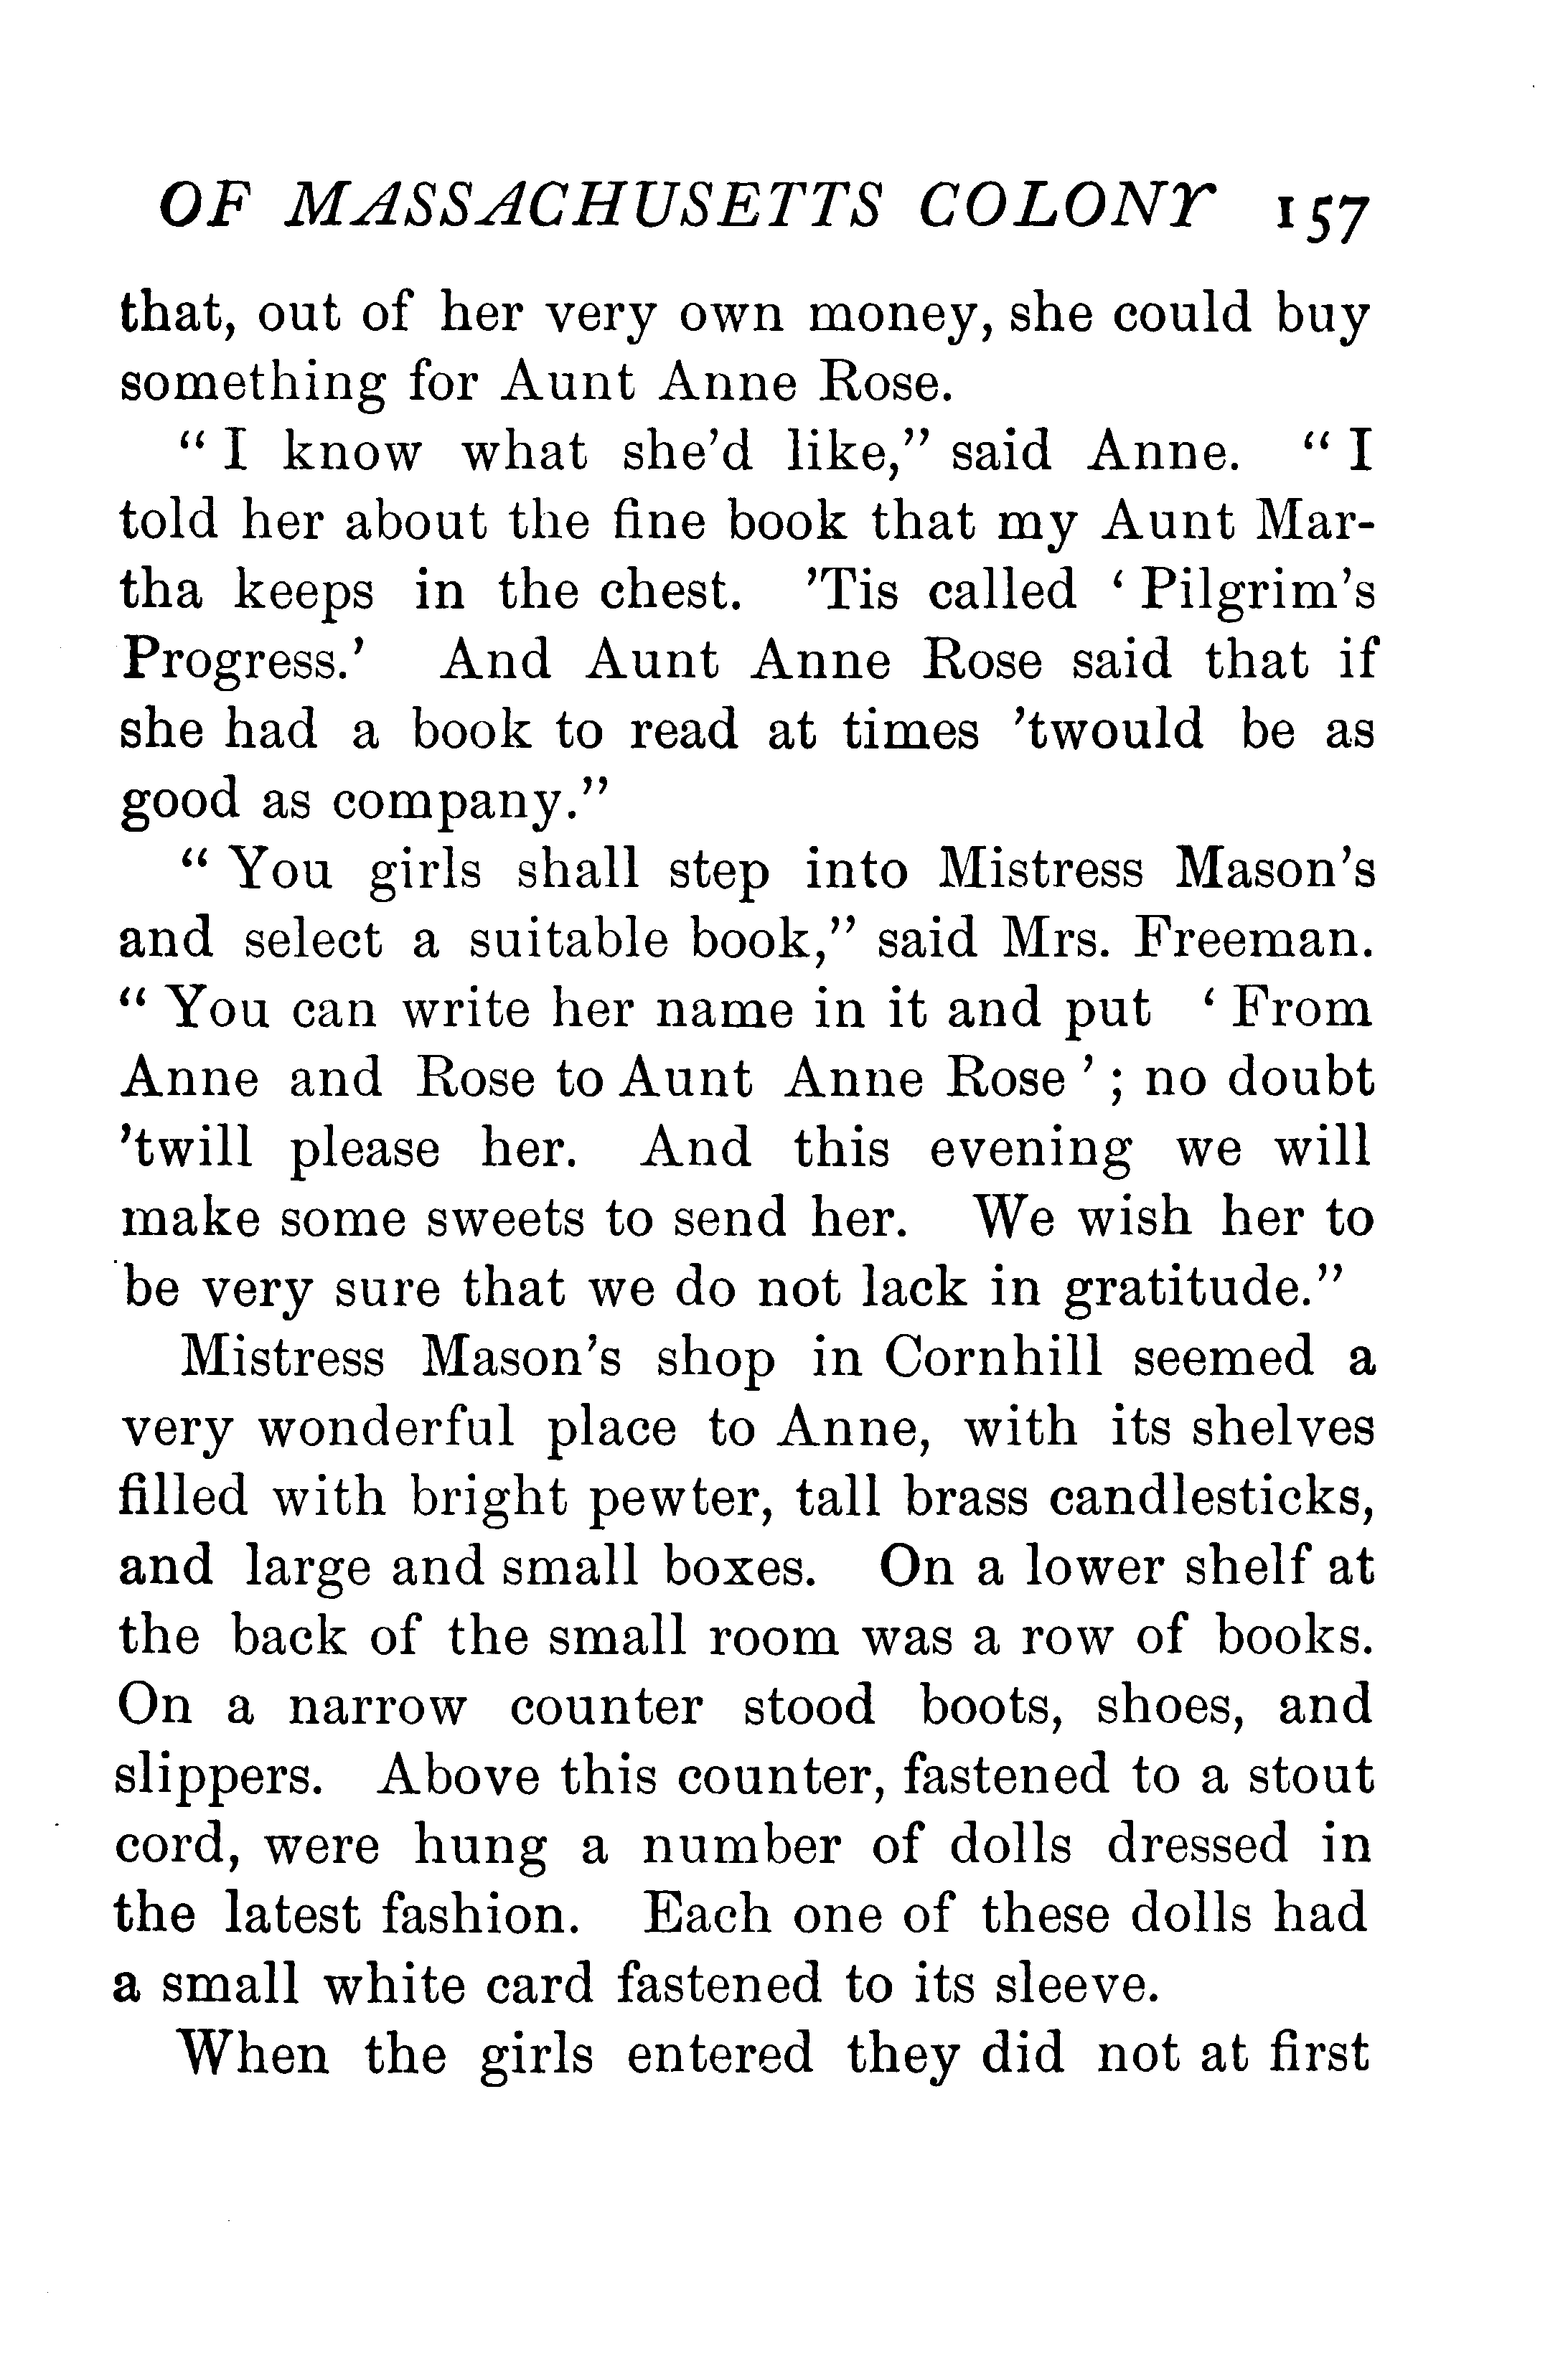 OF MASSACHUSETTS COLONY 157
that, out of her very own money, she could buy
something for Aunt Anne Rose.
“ I know what she’d like,” said Anne. “ I
told her about the fine book that my Aunt Mar-
tha keeps in the chest. ’Tis called ‘ Pilgrim’s
Progress.’ And Aunt Anne Rose said that if
she had a book to read at times ’twould be as
good as company.”
“ You girls shall step into Mistress Mason’s
and select a suitable book,” said Mrs. Freeman.
“ You can write her name in it and put ‘ From
Anne and Rose to Aunt Anne Rose ’ ; no doubt
’twill please her. And this evening we will
make some sweets to send her. We wish her to
be very sure that we do not lack in gratitude.”
Mistress Mason’s shop in Cornhill seemed a
very wonderful place to Anne, with its shelves
filled with bright pewter, tall brass candlesticks,
and large and small boxes. On a lower shelf at
the back of the small room was a row of books.
On a narrow counter stood boots, shoes, and
slippers. Above this counter, fastened to a stout
cord, were hung a number of dolls dressed in
the latest fashion. Each one of these dolls had
a small white card fastened to its sleeve.
When the girls entered they did not at first